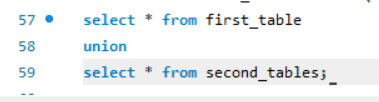 57 select * from first_table
58 union
59 select * from second_tables;